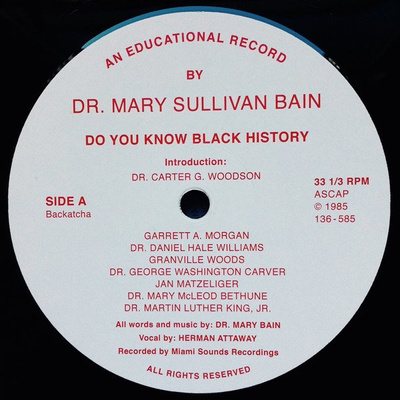 AN EDUCATIONAL RECORD
BY
DR. MARY SULLIVAN BAIN
DO YOU KNOW BLACK HISTORY
Introduction:
DR. CARTER G. WOODSON
SIDE A
Backatcha
33 1/3 RPM
ASCAP
© 1985
136-585
GARRETT A. MORGAN
DR. DANIEL HALE WILLIAMS
GRANVILLE WOODS
DR. GEORGE WASHINGTON CARVER
JAN MATZELIGER
DR. MARY McLEOD BETHUNE
DR. MARTIN LUTHER KING, JR.
All words and music by: DR. MARY BAIN
Vocal by: HERMAN ATTAWAY
Recorded by Miami Sounds Recordings
ALL RIGHTS RESERVED